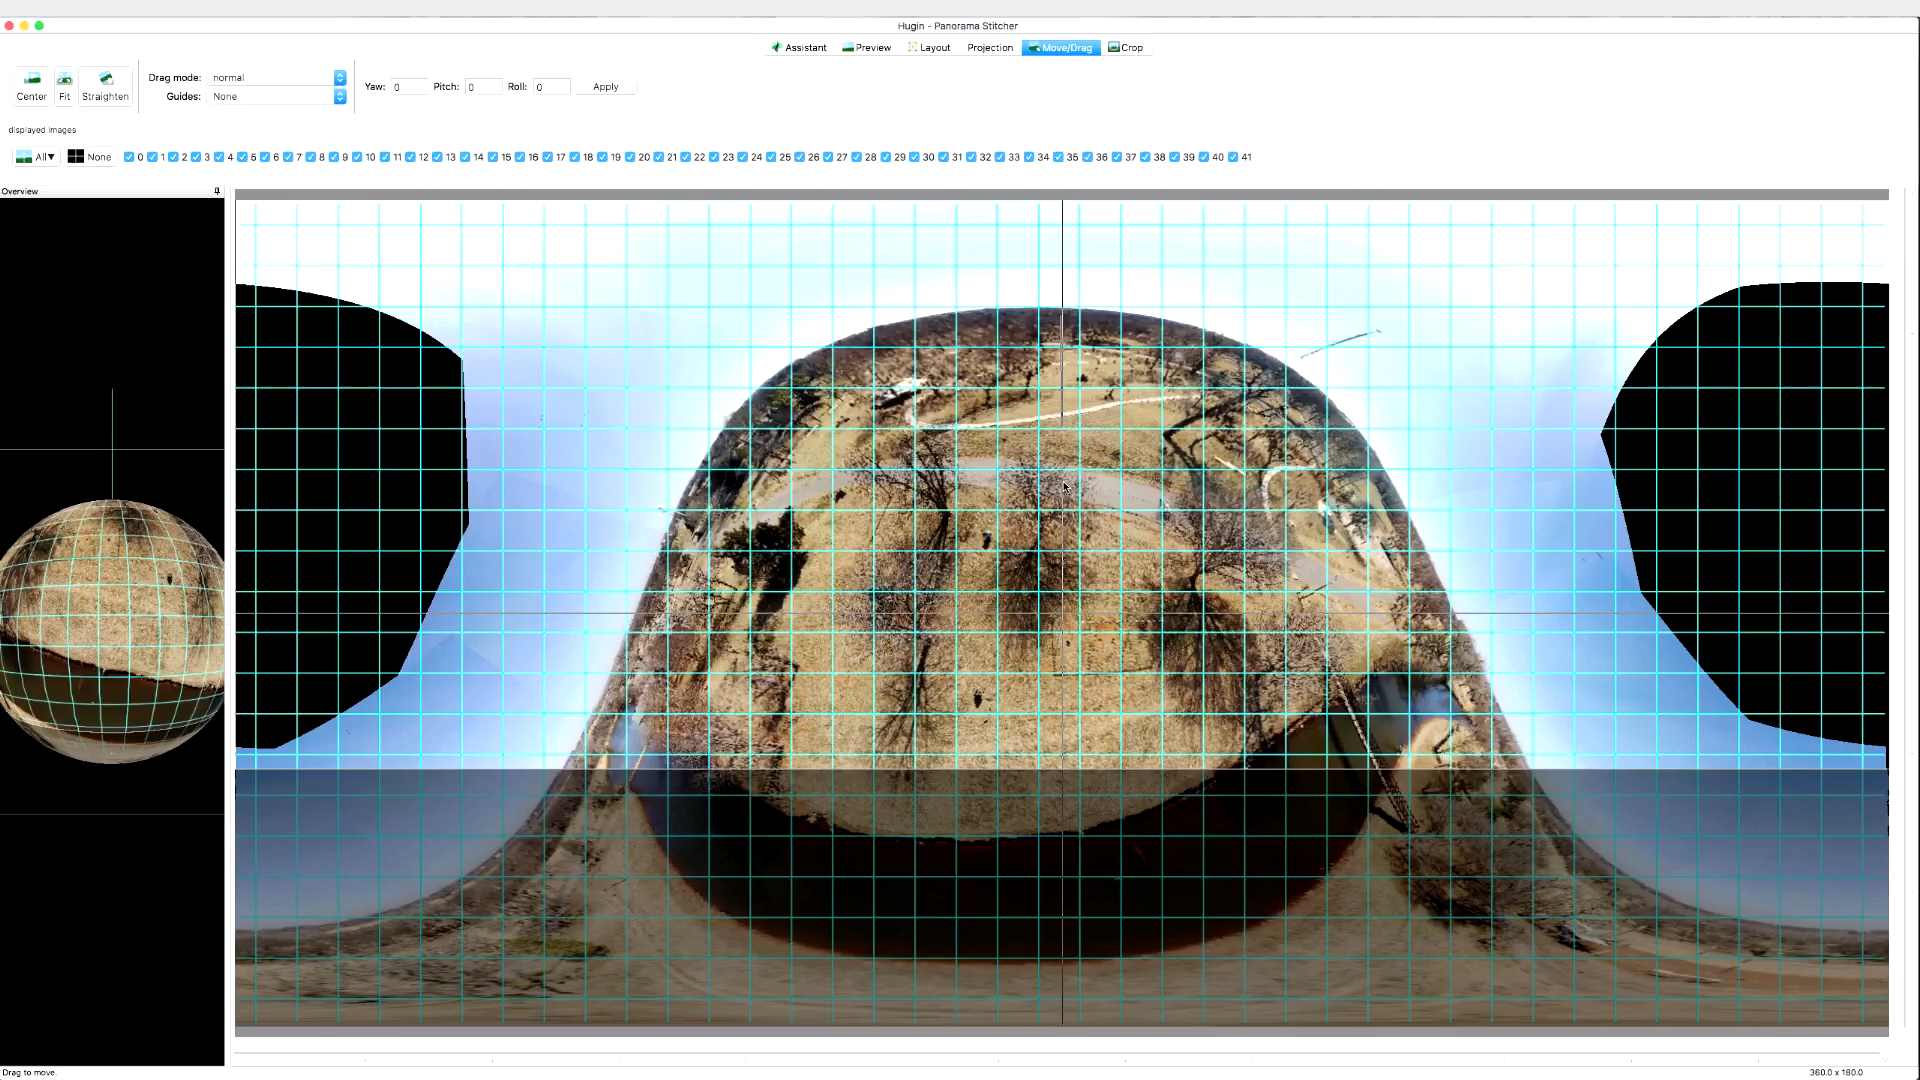 Hugin - Panorama Stitcher
Assistant Preview Layout Projection Move/Drag Crop
Center Fit Straighten
Drag mode: normal
Guides: None
Yaw: 0 Pitch: 0 Roll: 0 Apply
displayed images
All▼ None 0 1 2 3 4 5 6 7 8 9 10 11 12 13 14 15 16 17 18 19 20 21 22 23 24 25 26 27 28 29 30 31 32 33 34 35 36 37 38 39 40 41
Overview
Drag to move.
360.0 x 180.0